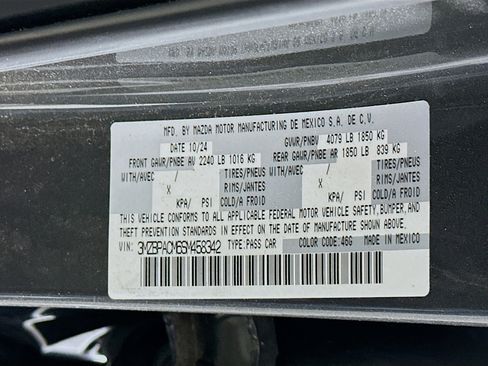 MFD. BY MAZDA MOTOR MANUFACTURING DE MEXICO S.A. DE C.V.
DATE 10/24 GVWR/PNBV 4079 LB 1850 KG
FRONT GAWR/PNBE AV 2240 LB 1016 KG REAR GAWR/PNBE AR 1850 LB 839 KG
WITH/AVEC / TIRES/PNEUS WITH/AVEC / TIRES/PNEUS
X RIMS/JANTES X RIMS/JANTES
KPA/ PSI COLD/A FROID KPA/ PSI COLD/A FROID
THIS VEHICLE CONFORMS TO ALL APPLICABLE FEDERAL MOTOR VEHICLE SAFETY, BUMPER, AND
THEFT PREVENTION STANDARDS IN EFFECT ON THE DATE OF MANUFACTURE SHOWN ABOVE.
VIN: 3MZBPACM6SM458342 TYPE:PASS CAR COLOR CODE:46G MADE IN MEXICO